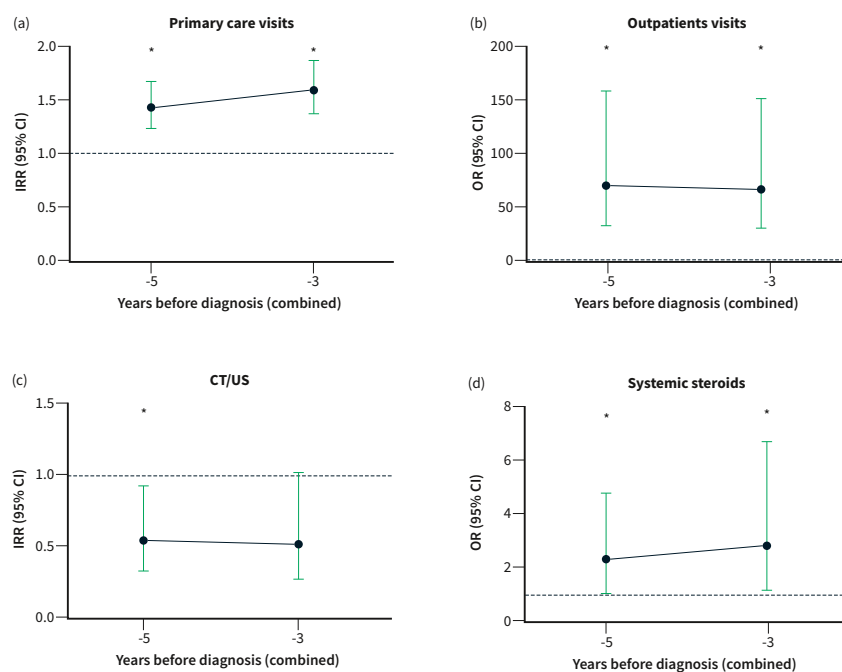 (a)
Primary care visits
*
*
IRR (95% CI)
2.0
1.5
1.0
0.5
0.0
-5
-3
Years before diagnosis (combined)
(b)
Outpatients visits
*
*
OR (95% CI)
200
150
100
50
0
-5
-3
Years before diagnosis (combined)
(c)
CT/US
*
IRR (95% CI)
1.5
1.0
0.5
0.0
-5
-3
Years before diagnosis (combined)
(d)
Systemic steroids
*
*
OR (95% CI)
8
6
4
2
0
-5
-3
Years before diagnosis (combined)